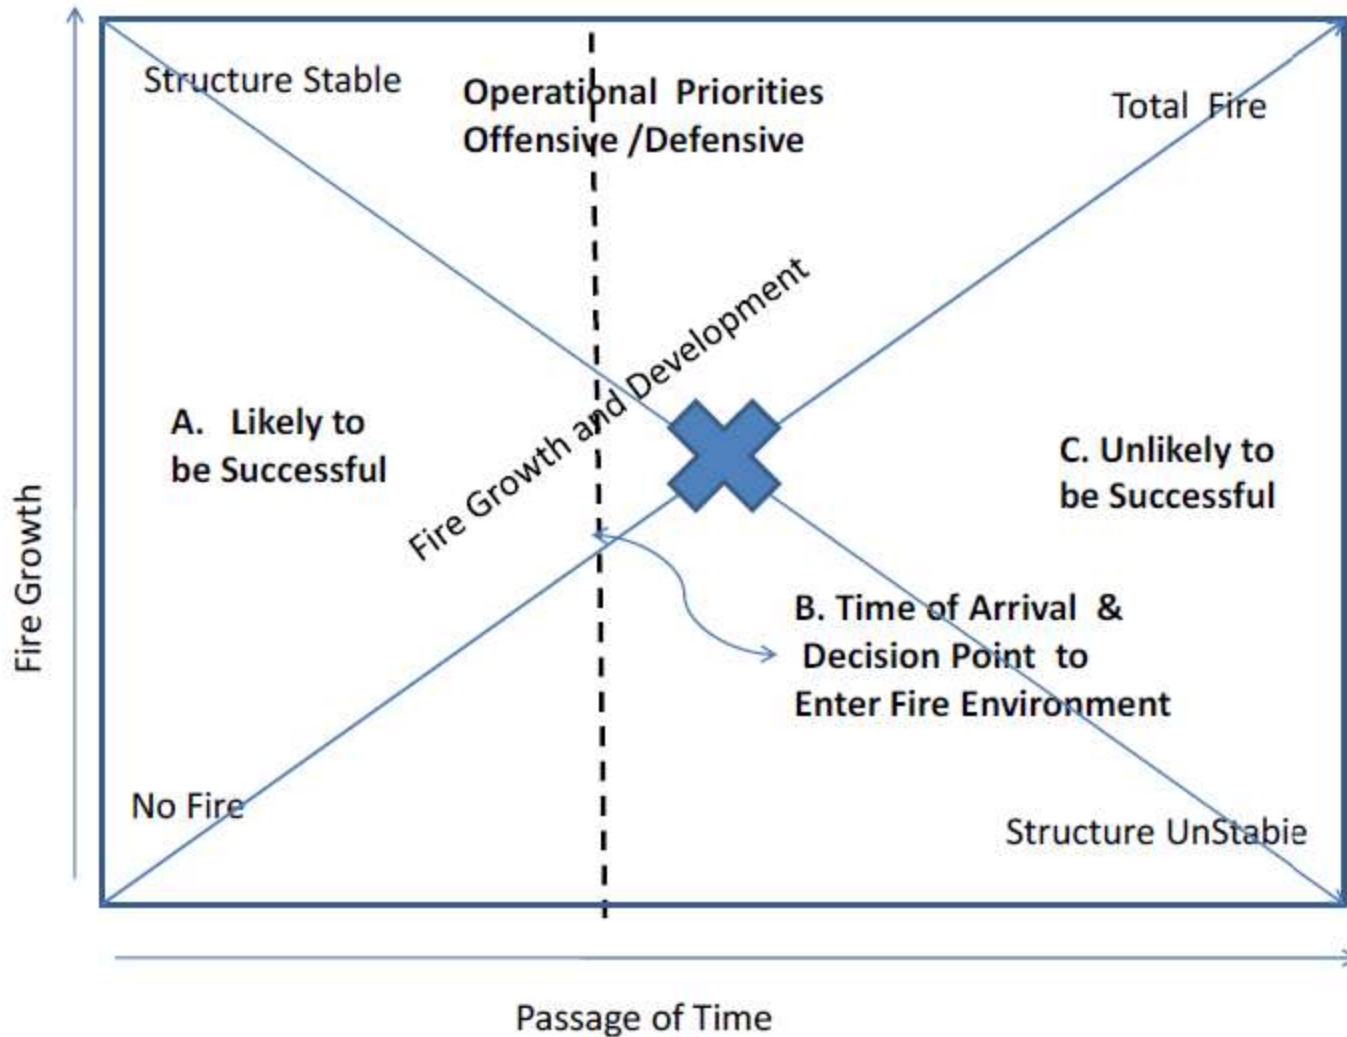 Structure Stable
Operational Priorities
Offensive /Defensive
Total Fire
Fire Growth and Development
A. Likely to
be Successful
C. Unlikely to
be Successful
Fire Growth
B. Time of Arrival &
Decision Point to
Enter Fire Environment
No Fire
Structure UnStable
Passage of Time